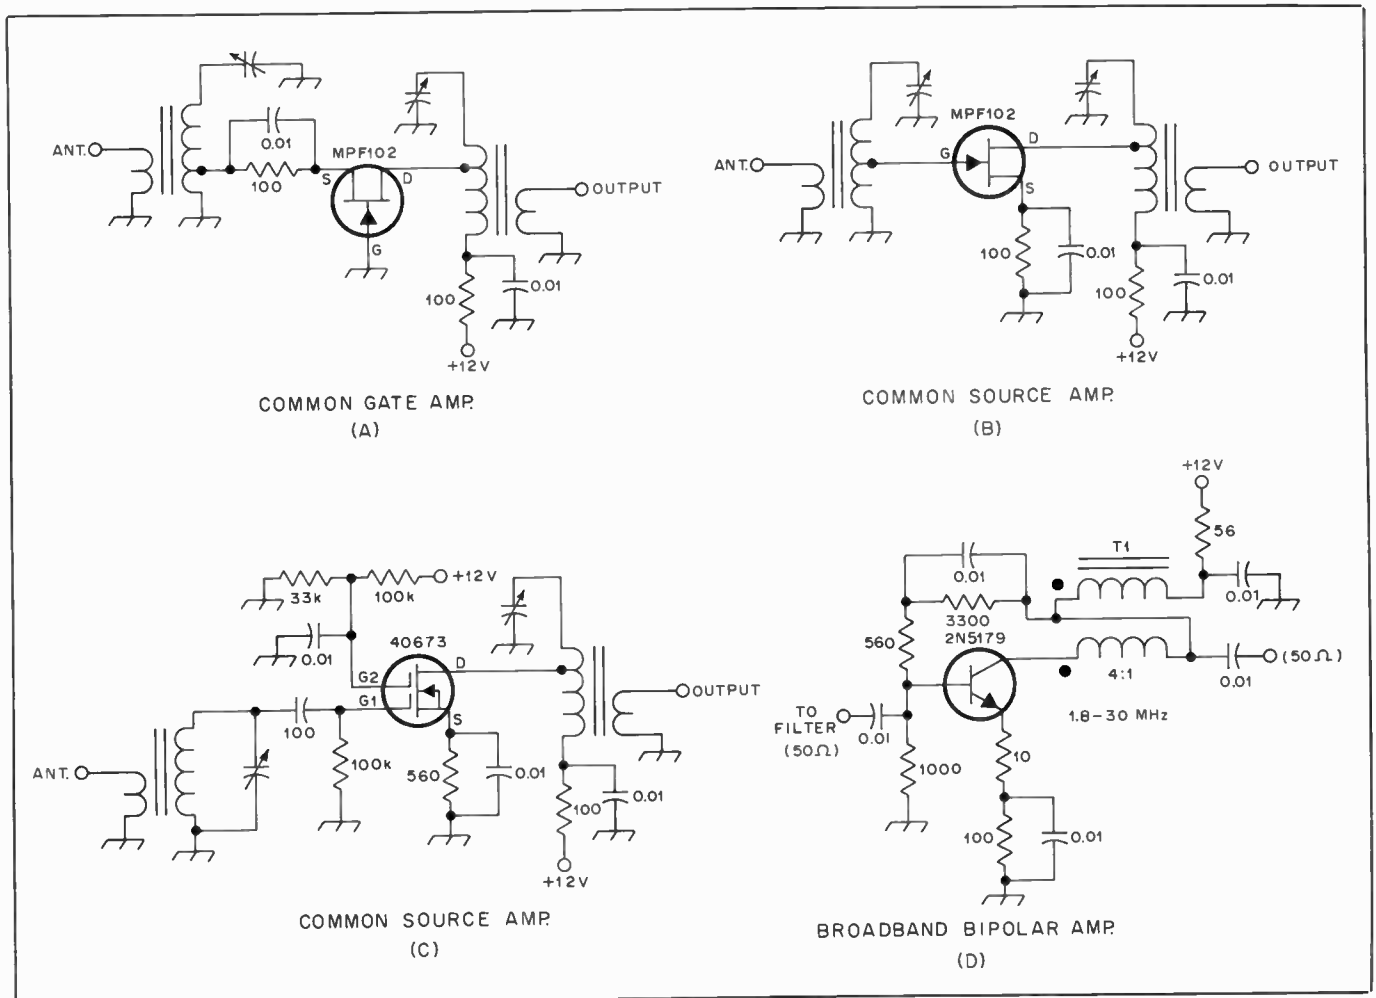 ANT.
0.01
100
MPF102
S
D
G
OUTPUT
100
0.01
+12V
COMMON GATE AMP.
(A)
ANT.
MPF102
G
D
S
100
0.01
OUTPUT
100
0.01
+12V
COMMON SOURCE AMP.
(B)
33k
100k
+12V
0.01
40673
G2
G1
D
S
ANT.
100
100k
560
0.01
OUTPUT
100
0.01
+12V
COMMON SOURCE AMP.
(C)
+12V
56
T1
0.01
0.01
3300
2N5179
560
4:1
0.01
(50Ω)
1.8–30 MHz
TO
FILTER
(50Ω)
0.01
1000
10
100
0.01
BROADBAND BIPOLAR AMP.
(D)